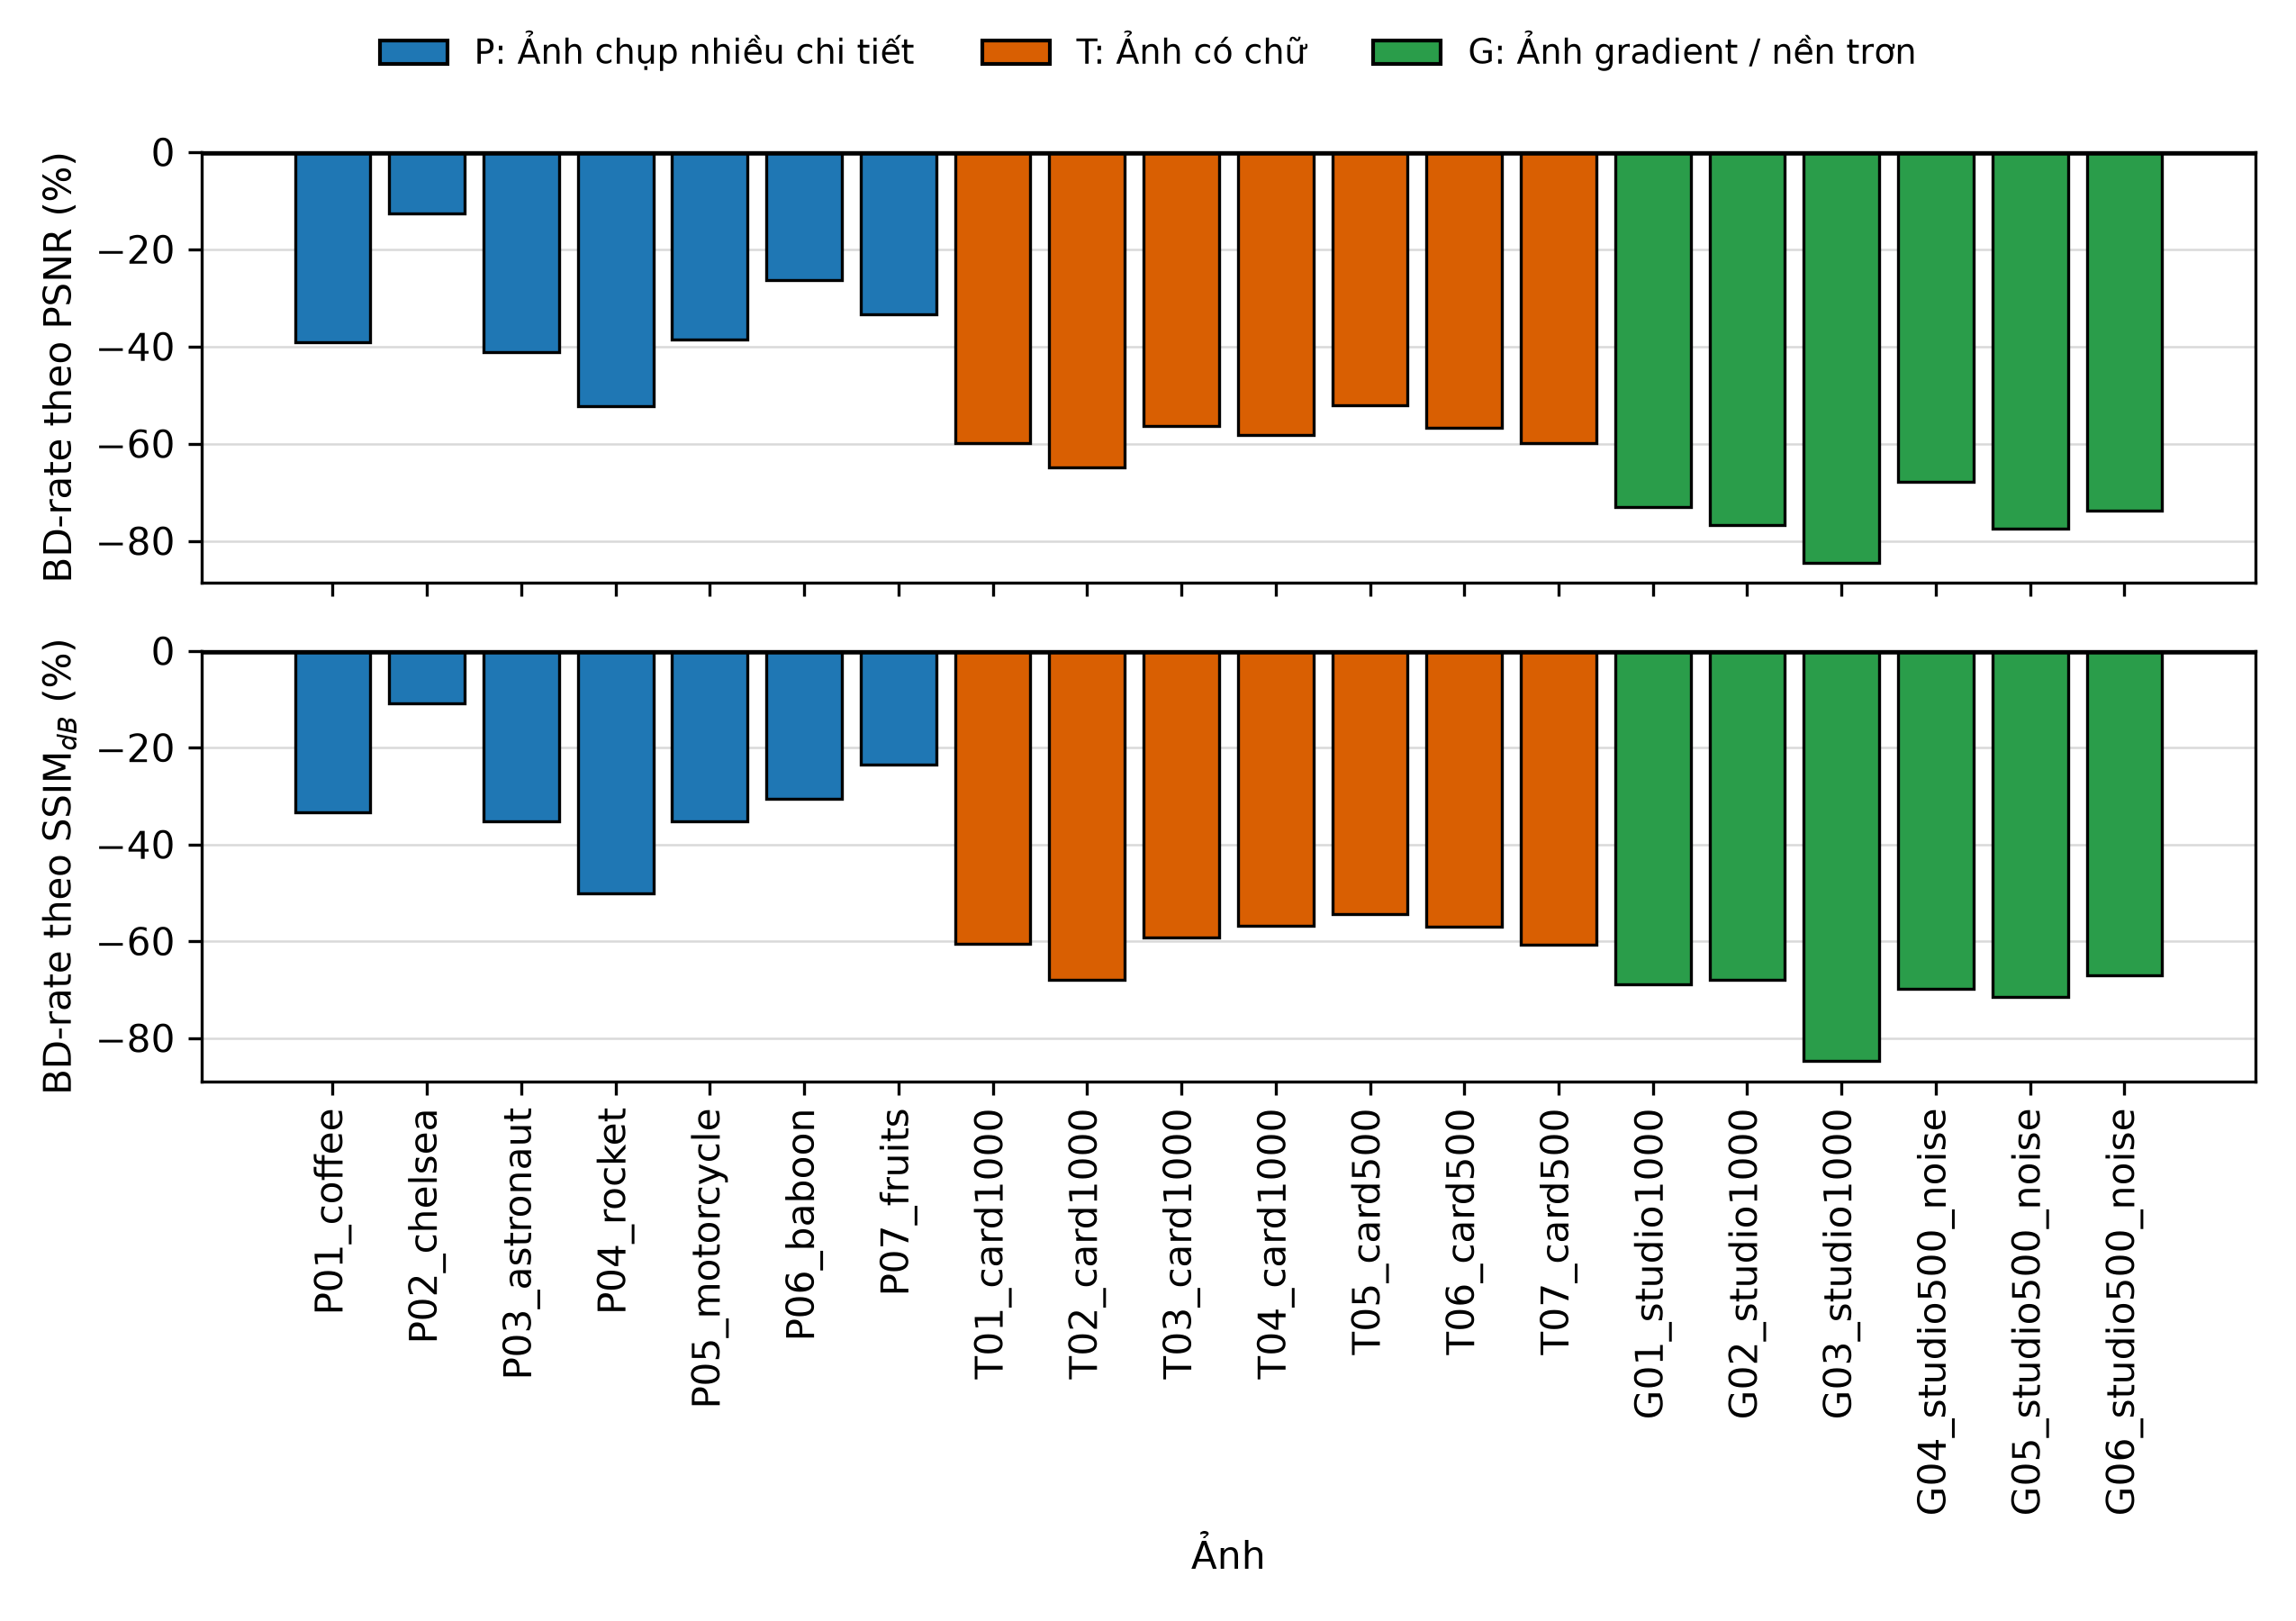 P: Ảnh chụp nhiều chi tiết
T: Ảnh có chữ
G: Ảnh gradient / nền trơn
BD-rate theo PSNR (%)
0
−20
−40
−60
−80
BD-rate theo SSIM_dB (%)
0
−20
−40
−60
−80
P01_coffee
P02_chelsea
P03_astronaut
P04_rocket
P05_motorcycle
P06_baboon
P07_fruits
T01_card1000
T02_card1000
T03_card1000
T04_card1000
T05_card500
T06_card500
T07_card500
G01_studio1000
G02_studio1000
G03_studio1000
G04_studio500_noise
G05_studio500_noise
G06_studio500_noise
Ảnh